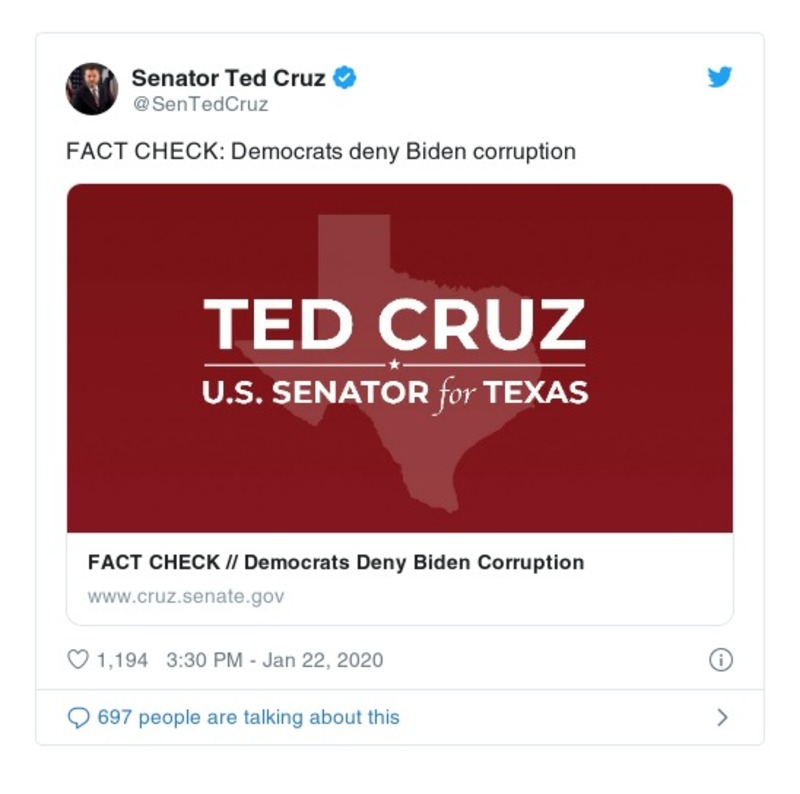 Senator Ted Cruz
@SenTedCruz
FACT CHECK: Democrats deny Biden corruption
TED CRUZ
U.S. SENATOR for TEXAS
FACT CHECK // Democrats Deny Biden Corruption
www.cruz.senate.gov
1,194 3:30 PM - Jan 22, 2020
697 people are talking about this